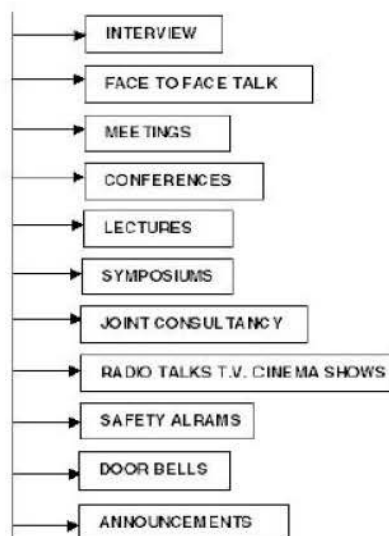 INTERVIEW
FACE TO FACE TALK
MEETINGS
CONFERENCES
LECTURES
SYMPOSIUMS
JOINT CONSULTANCY
RADIO TALKS T.V. CINEMA SHOWS
SAFETY ALRAMS
DOOR BELLS
ANNOUNCEMENTS